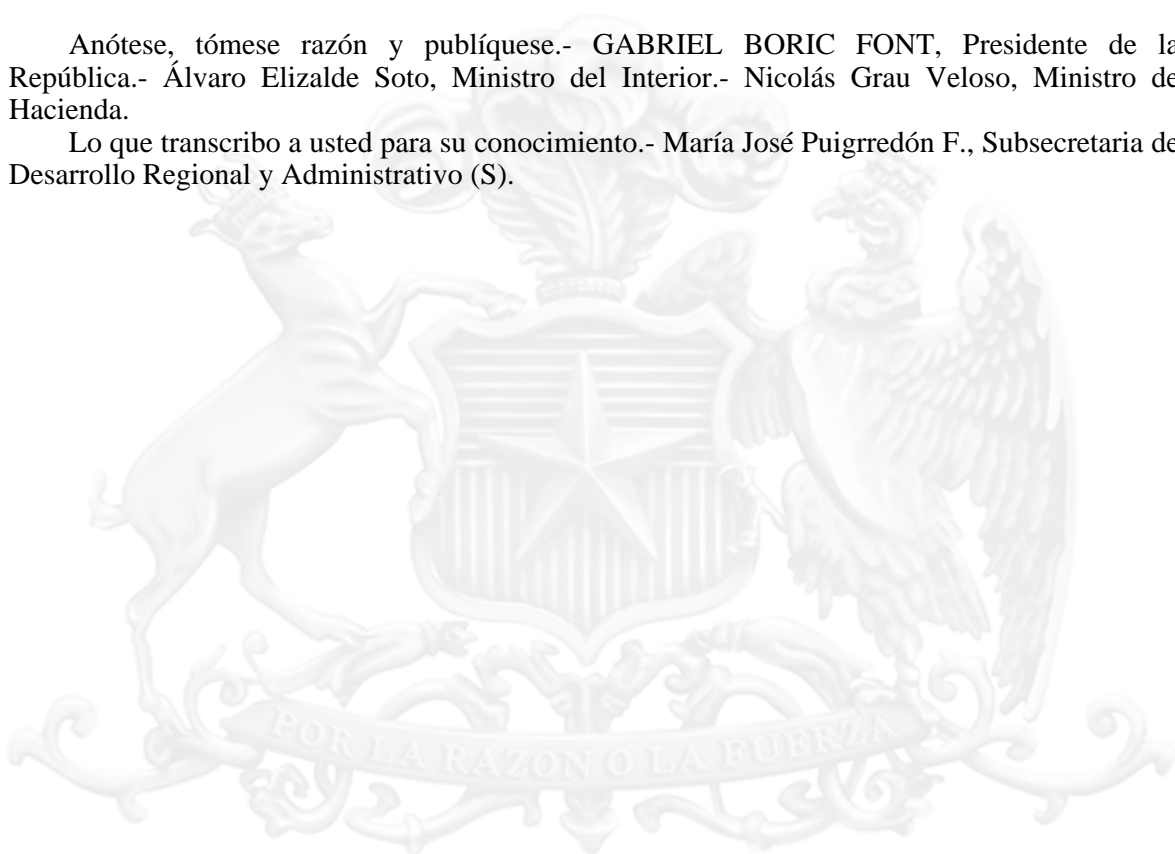 Anótese, tómese razón y publíquese.- GABRIEL BORIC FONT, Presidente de la
República.- Álvaro Elizalde Soto, Ministro del Interior.- Nicolás Grau Veloso, Ministro de
Hacienda.
Lo que transcribo a usted para su conocimiento.- María José Puigrredón F., Subsecretaria de
Desarrollo Regional y Administrativo (S).
POR LA RAZON O LA FUERZA